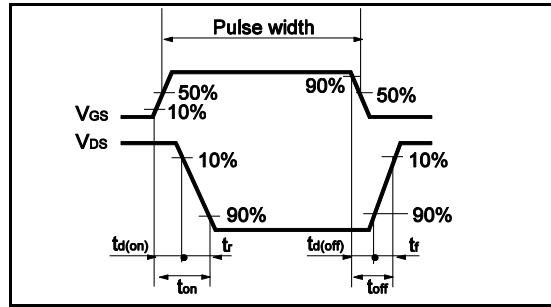 Pulse width
90%
50%
50%
10%
VGS
VDS
10%
10%
90%
90%
td(on)
tr
td(off)
tf
ton
toff